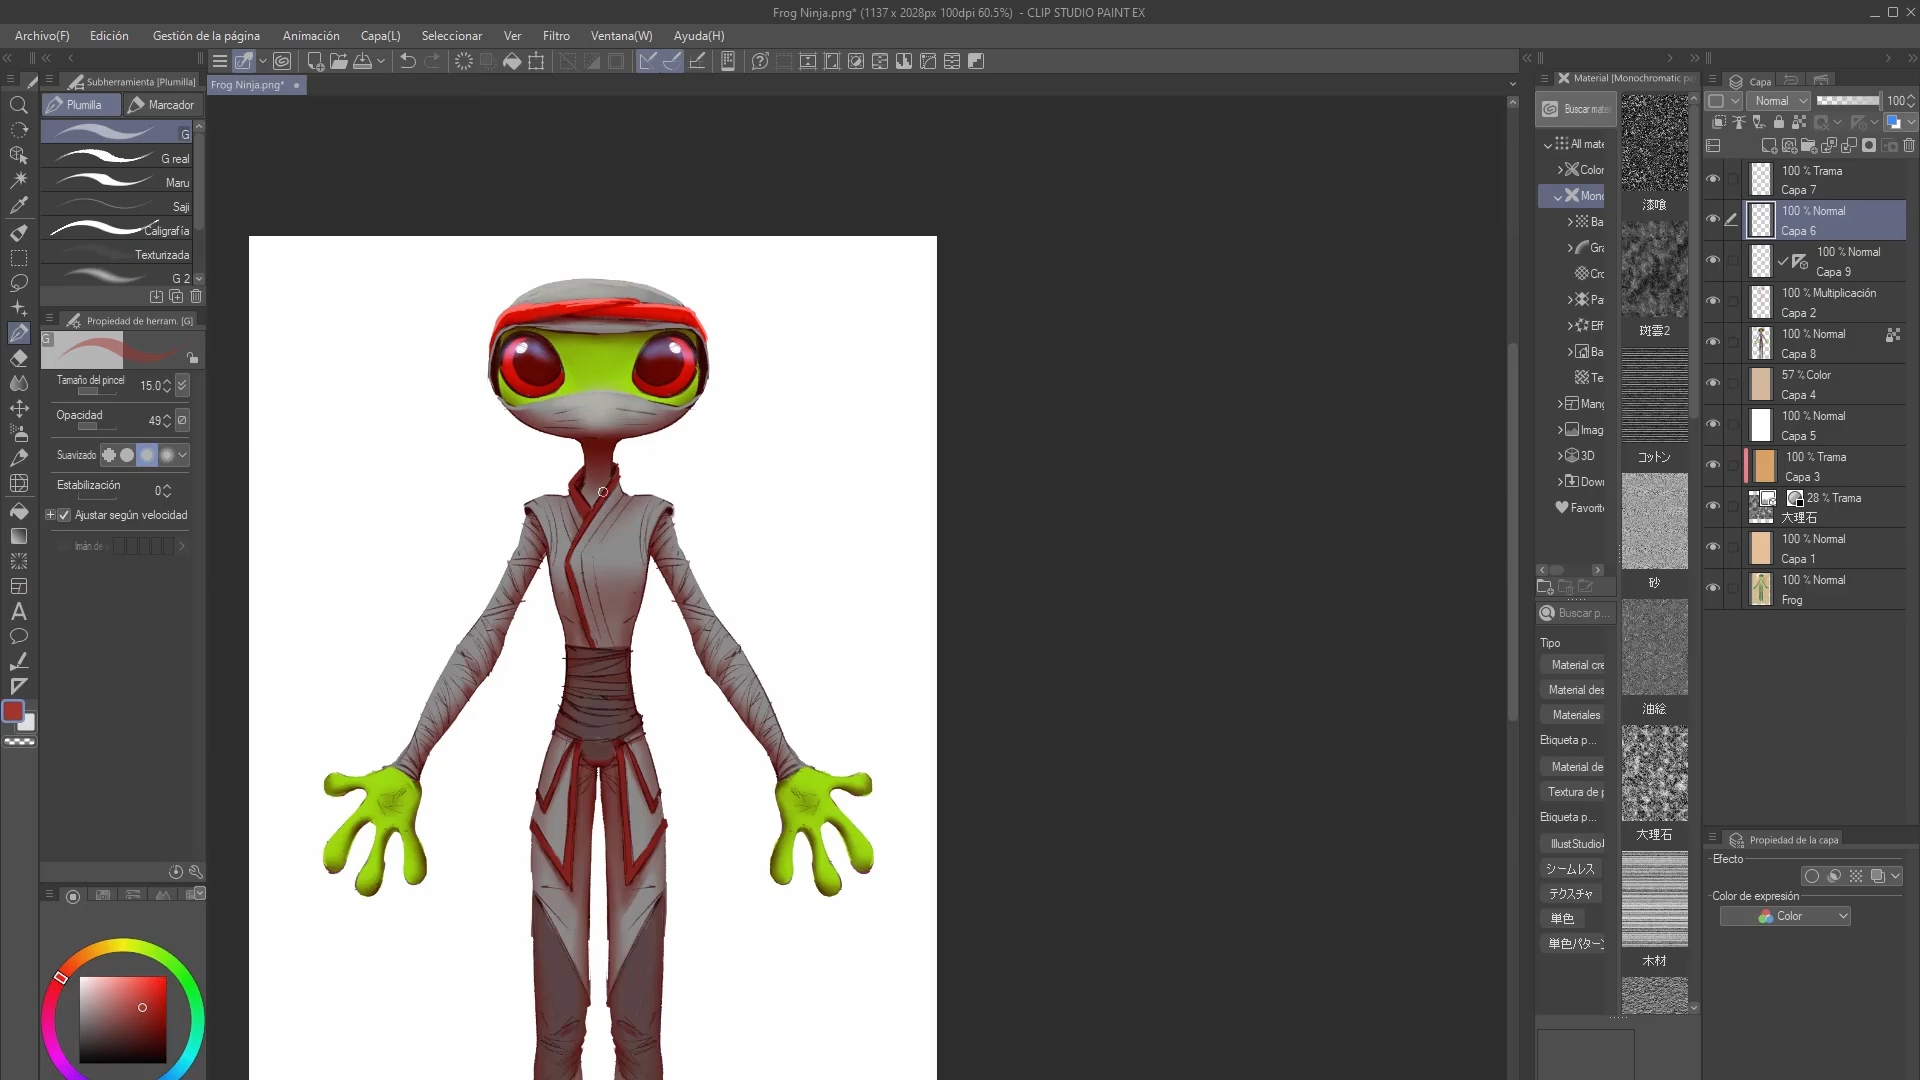 Frog Ninja.png* (1137 x 2028px 100dpi 60.5%) - CLIP STUDIO PAINT EX
Archivo(F) Edición Gestión de la página Animación Capa(L) Seleccionar Ver Filtro Ventana(W) Ayuda(H)
Subherramienta [Plumilla]
Frog Ninja.png*
Plumilla Marcador
G
G real
Maru
Saji
Caligrafía
Texturizada
G 2
Propiedad de herram. [G]
G
Tamaño del pincel 15.0
Opacidad 49
Suavizado
Estabilización 0
Ajustar según velocidad
Imán de
Material [Monochromatic pa
Buscar mate
All mate
Color
Mono
Ba
Gra
Cro
Pa
Eff
Ba
Te
Mang
Imag
3D
Down
Favorite
Buscar p...
Tipo
Material cre
Material des
Materiales
Etiqueta p...
Material de
Textura de p
Etiqueta p...
IllustStudio
シームレス
テクスチャ
単色
単色パターン
漆喰
斑雲2
コットン
砂
油絵
大理石
木材
Capa
Normal 100
100 % Trama
Capa 7
100 % Normal
Capa 6
100 % Normal
Capa 9
100 % Multiplicación
Capa 2
100 % Normal
Capa 8
57 % Color
Capa 4
100 % Normal
Capa 5
100 % Trama
Capa 3
28 % Trama
大理石
100 % Normal
Capa 1
100 % Normal
Frog
Propiedad de la capa
Efecto
Color de expresión
Color